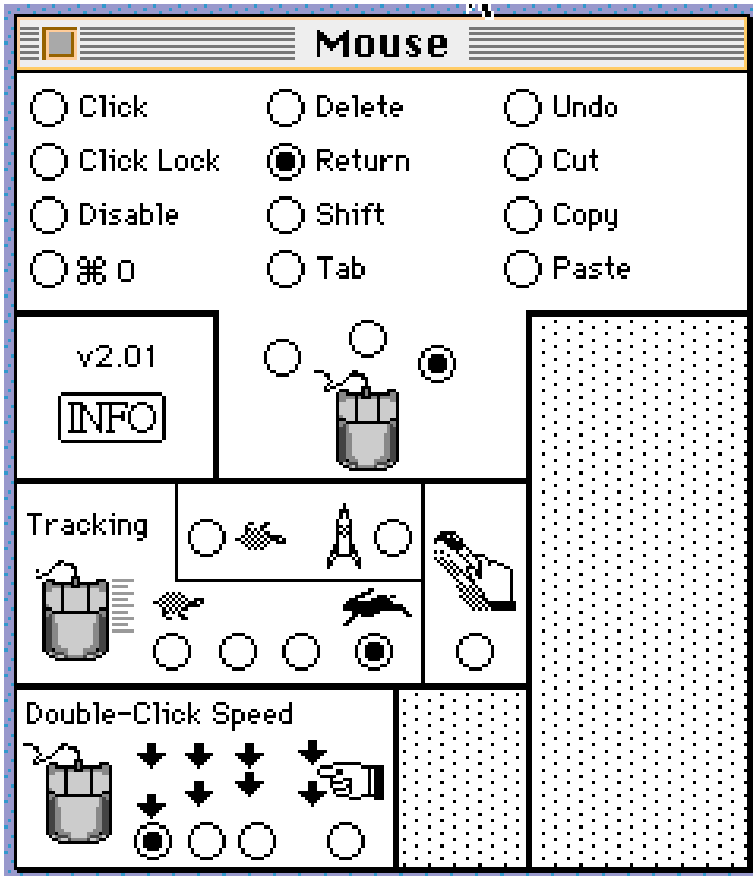 Mouse
Click Delete Undo
Click Lock Return Cut
Disable Shift Copy
⌘ 0 Tab Paste
v2.01
INFO
Tracking
Double-Click Speed